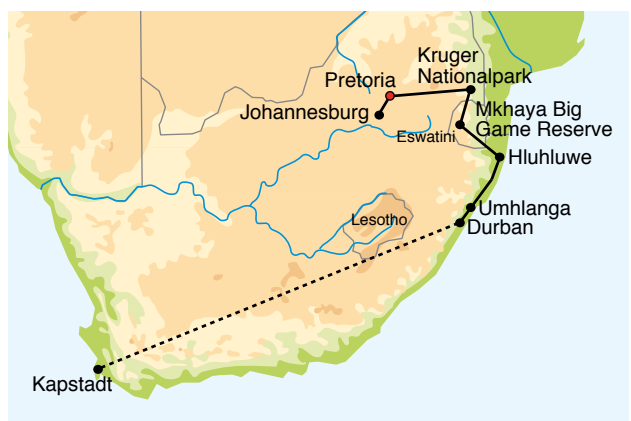 Kruger
Nationalpark
Pretoria
Johannesburg
Mkhaya Big
Game Reserve
Eswatini
Hluhluwe
Umhlanga
Lesotho
Durban
Kapstadt